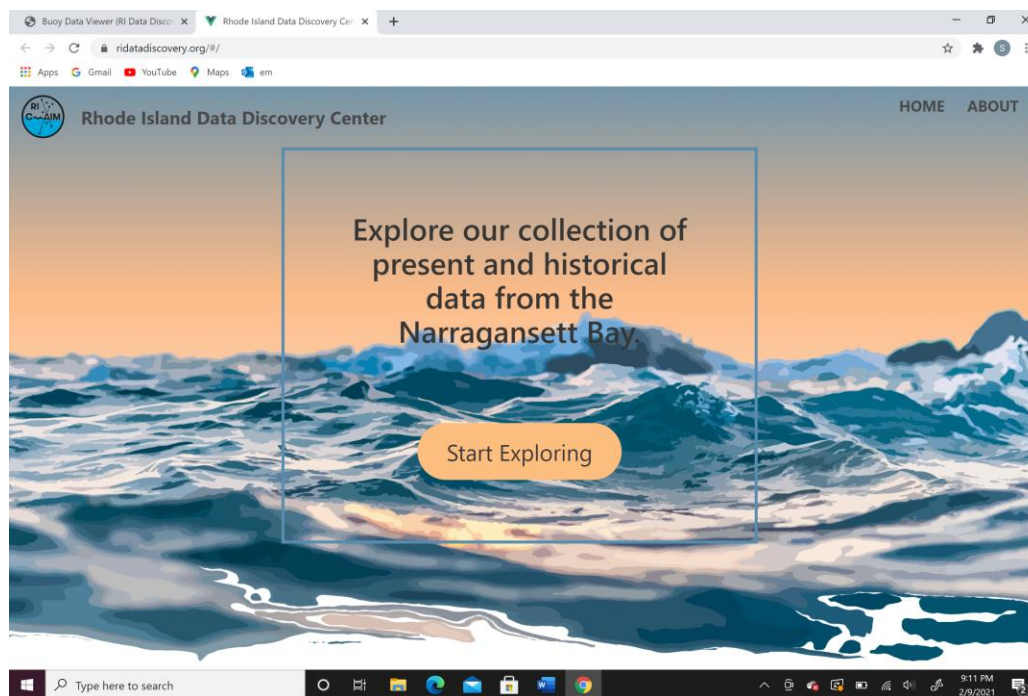 Buoy Data Viewer (RI Data Disco
Rhode Island Data Discovery Cen
ridatadiscovery.org/#/
S
Apps Gmail YouTube Maps em
RI
C-AIM
Rhode Island Data Discovery Center
HOME ABOUT
Explore our collection of
present and historical
data from the
Narragansett Bay.
Start Exploring
Type here to search
9:11 PM
2/9/2021